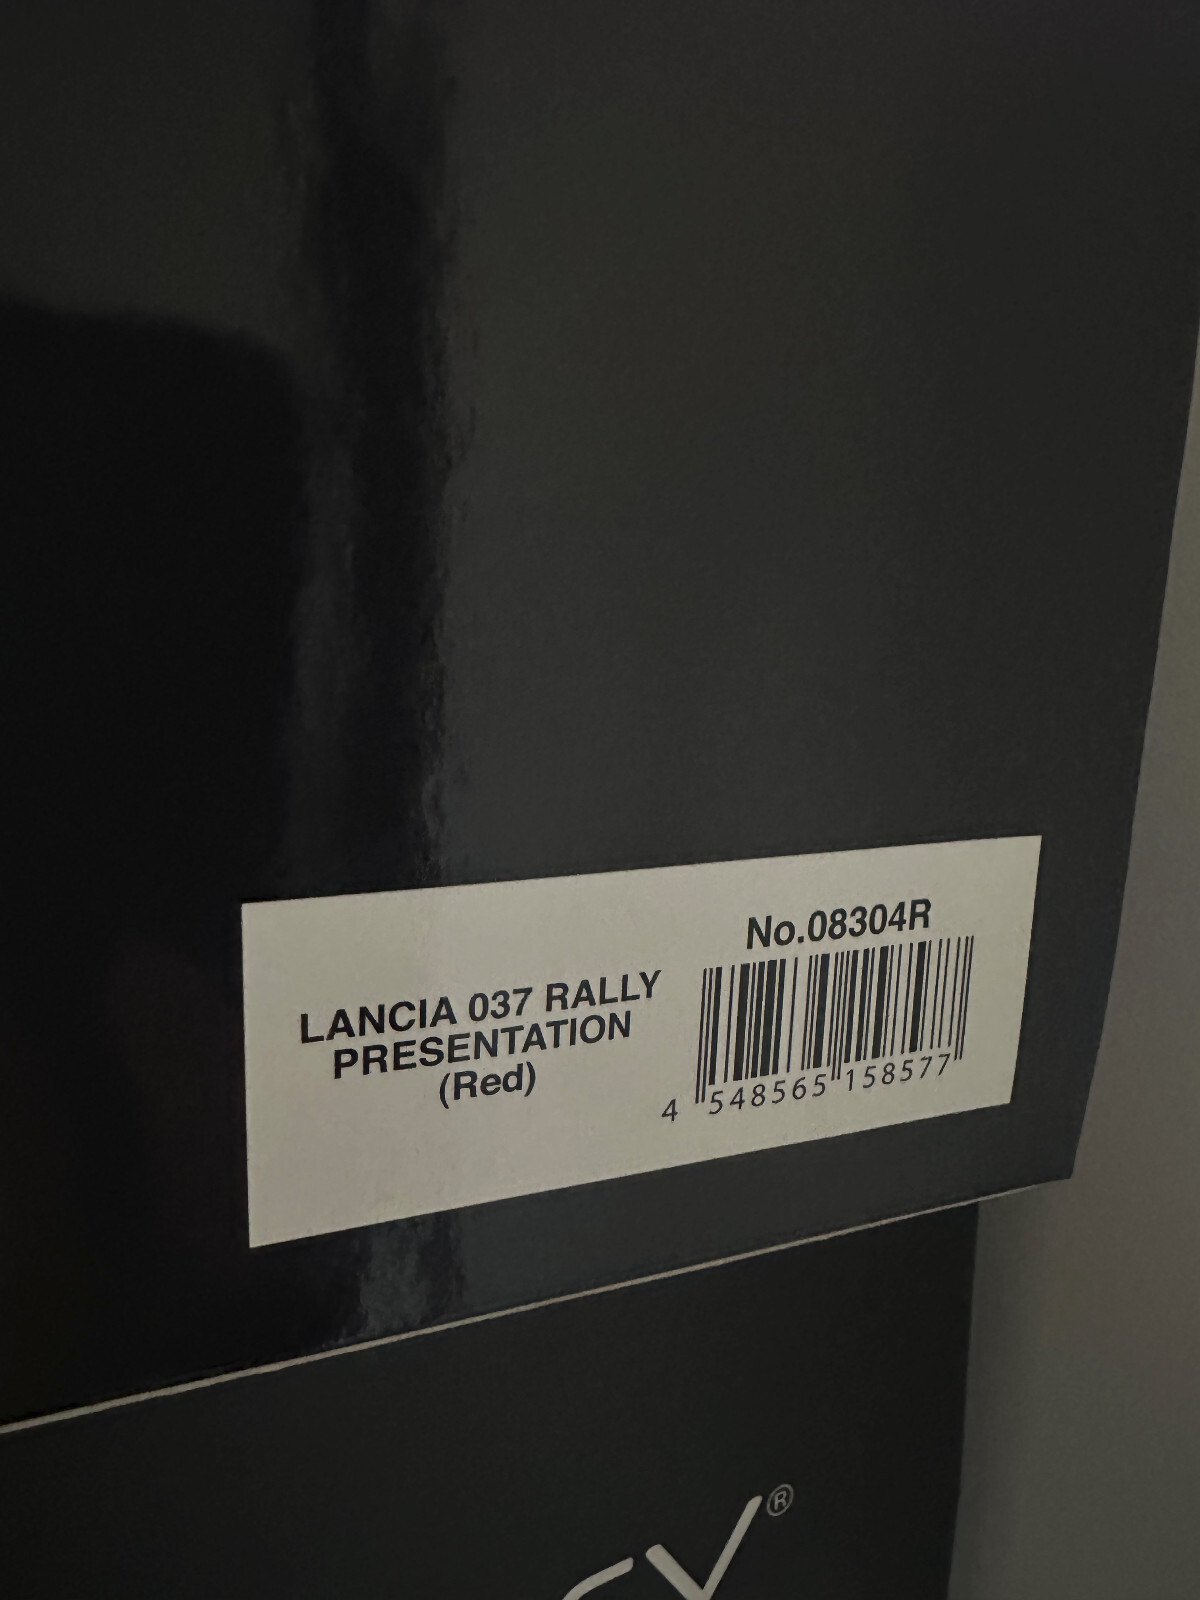 No.08304R
LANCIA 037 RALLY
PRESENTATION
(Red)
4 548565 158577
®